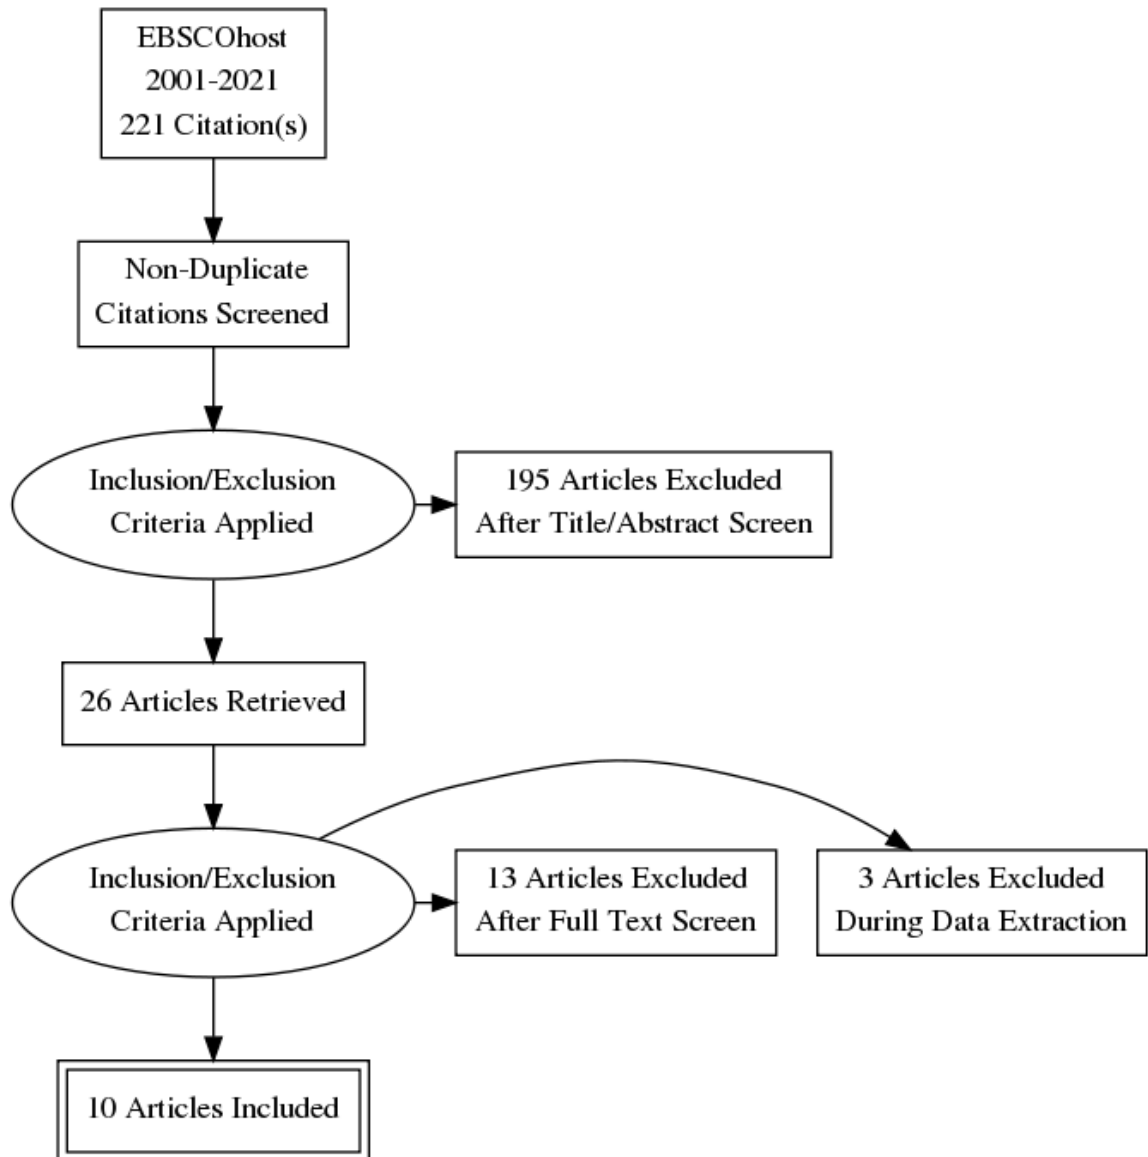 EBSCOhost
2001-2021
221 Citation(s)
Non-Duplicate
Citations Screened
Inclusion/Exclusion
Criteria Applied
195 Articles Excluded
After Title/Abstract Screen
26 Articles Retrieved
Inclusion/Exclusion
Criteria Applied
13 Articles Excluded
After Full Text Screen
3 Articles Excluded
During Data Extraction
10 Articles Included